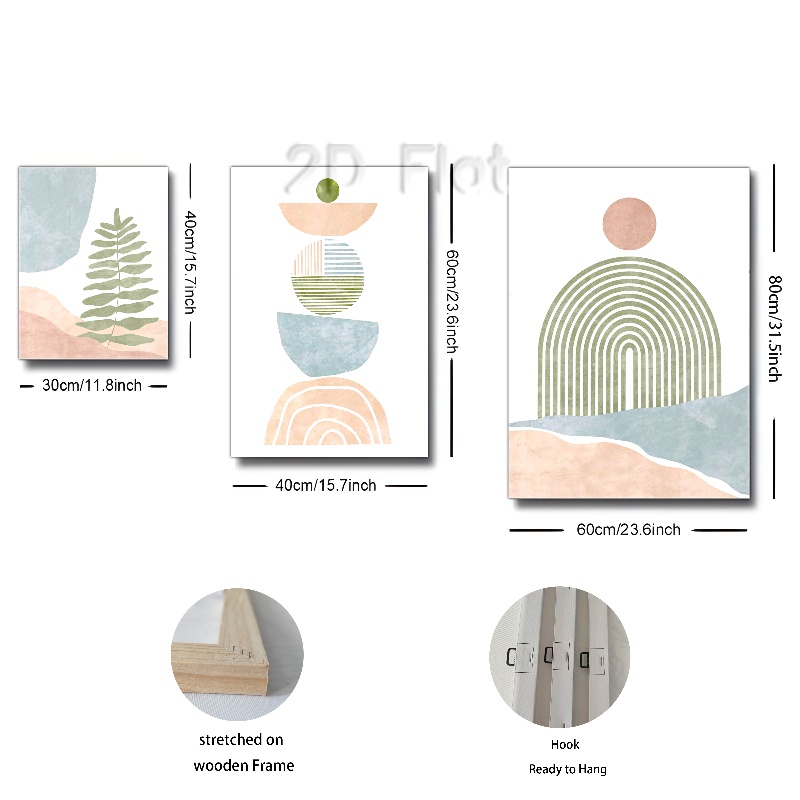 2D Flat
40cm/15.7inch
30cm/11.8inch
60cm/23.6inch
40cm/15.7inch
80cm/31.5inch
60cm/23.6inch
stretched on
wooden Frame
Hook
Ready to Hang